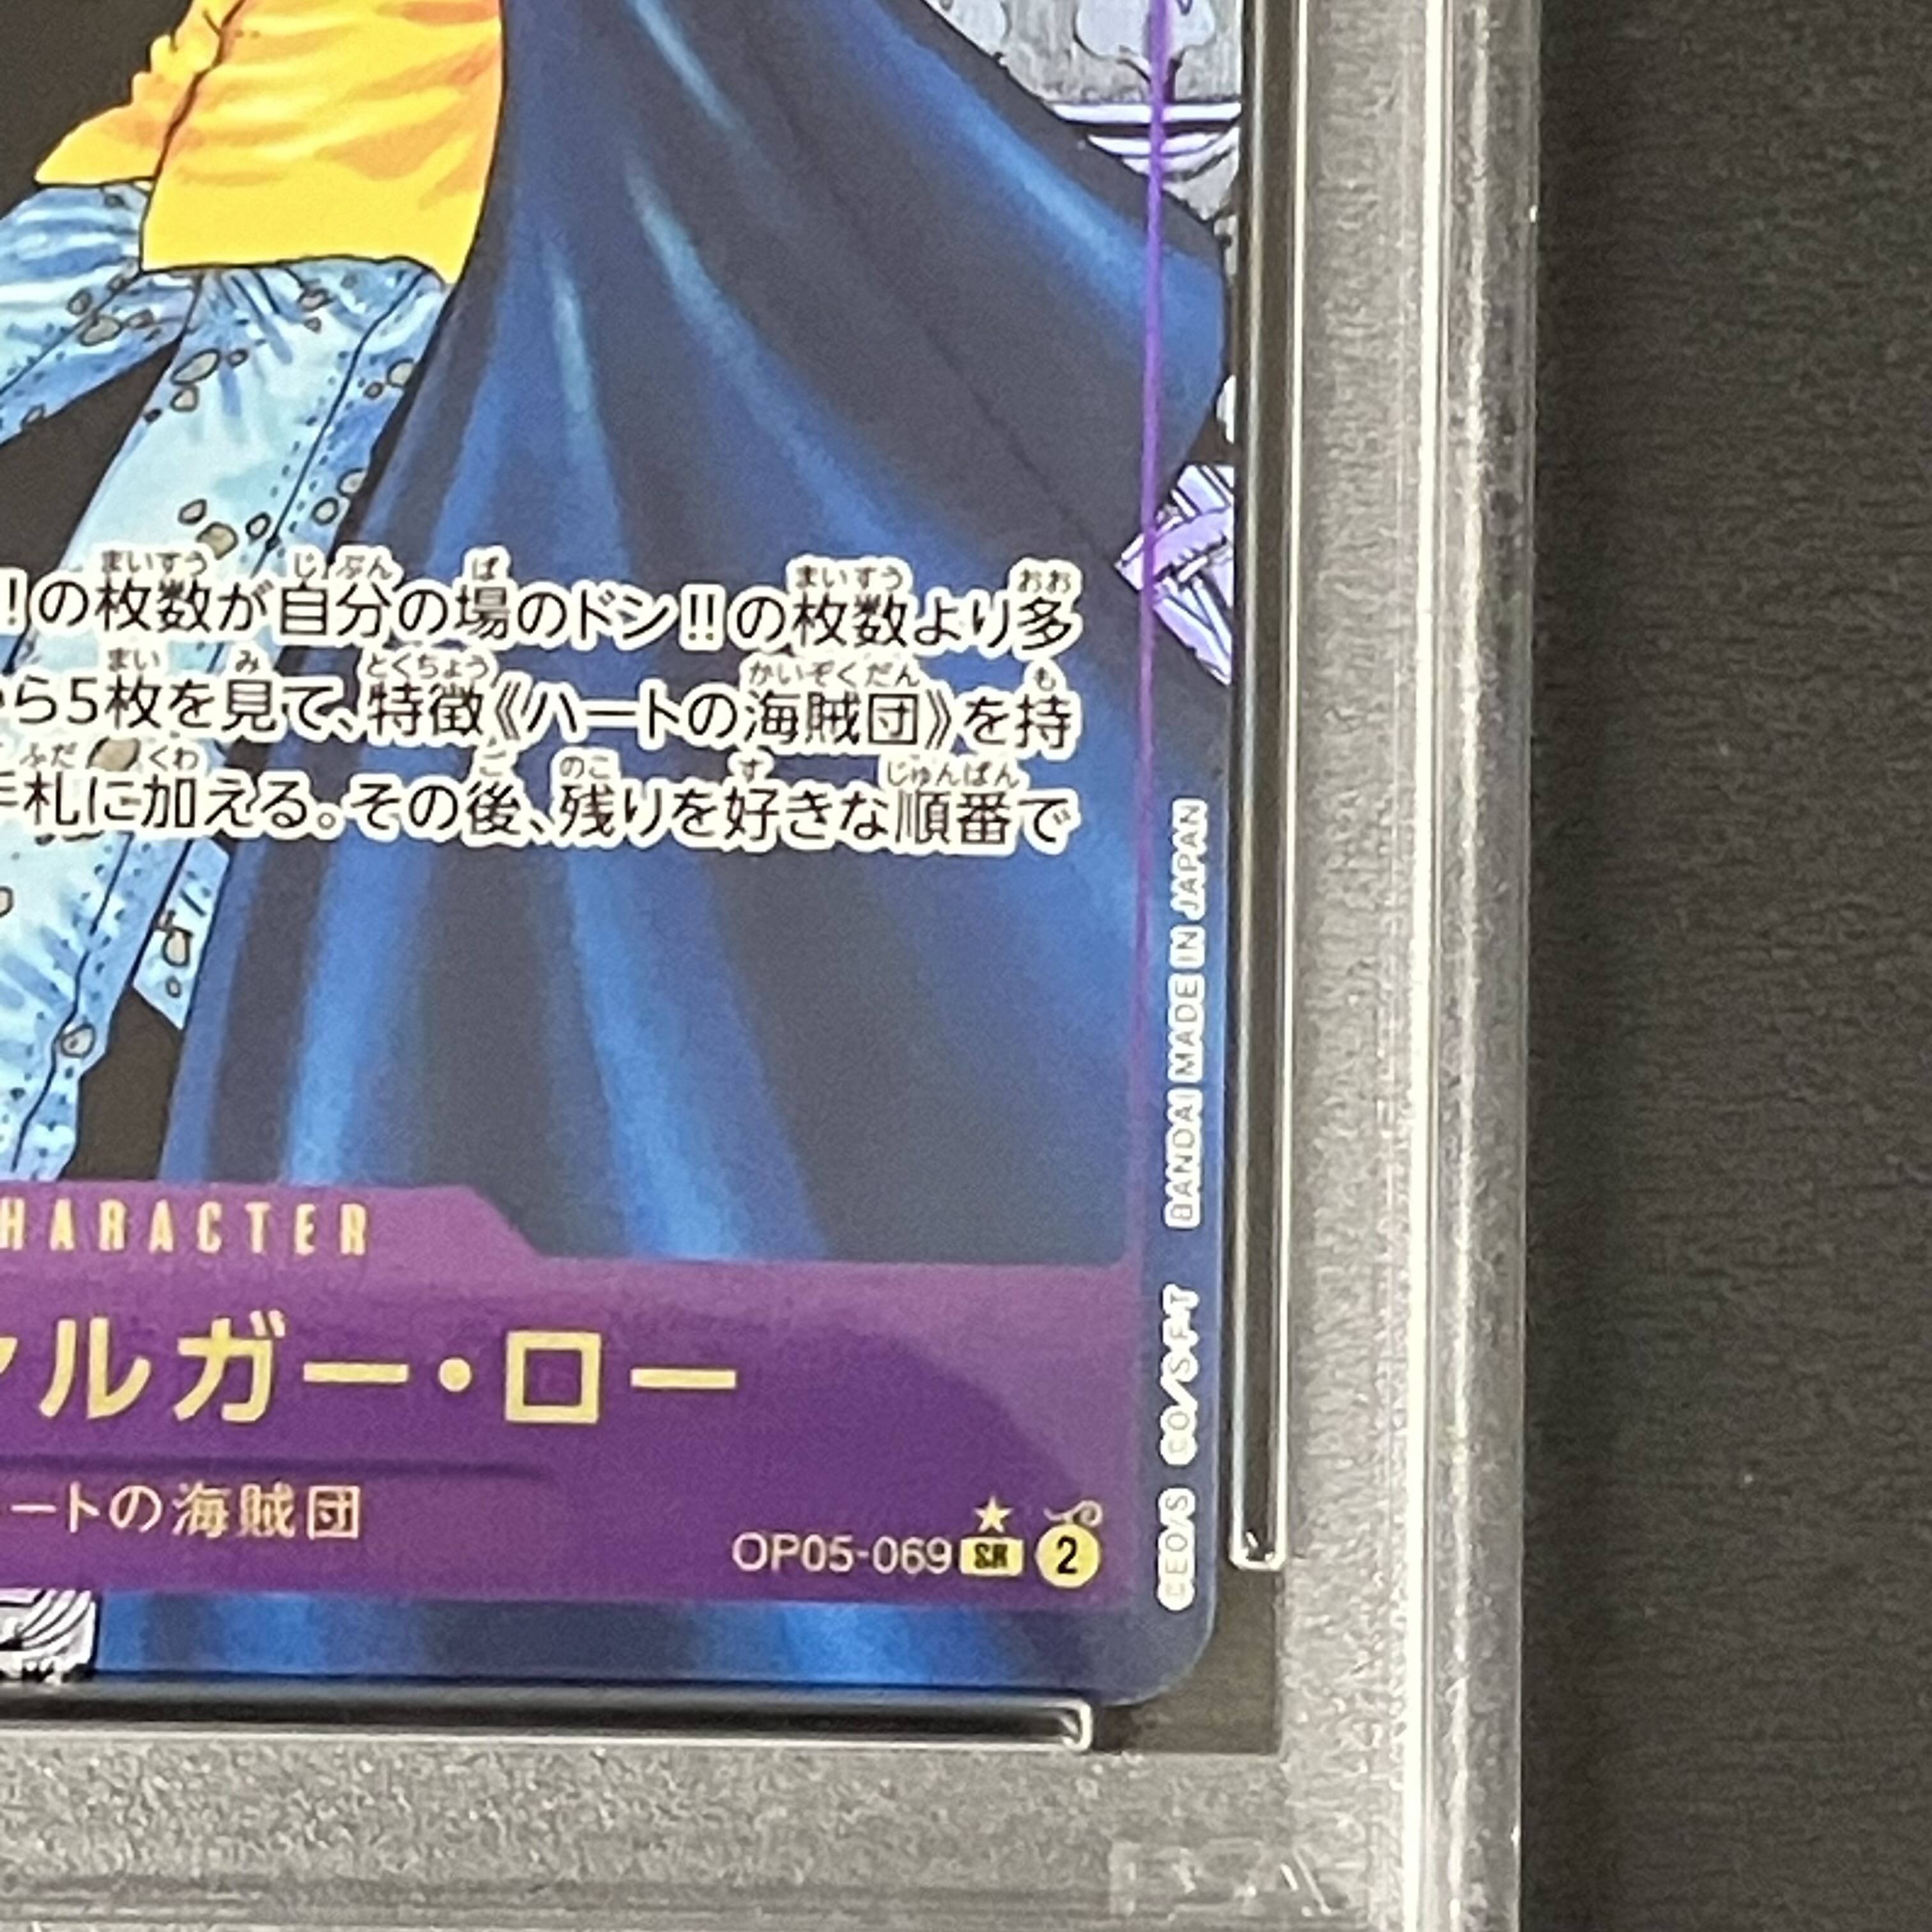 !!の枚数が自分の場のドン!!の枚数より多
ら5枚を見て、特徴《ハートの海賊団》を持
札に加える。その後、残りを好きな順番で
HARACTER
ルガー・ロー
ートの海賊団
OP05-069 SR 2
CEO/S CO/S.F-T BANDAI MADE IN JAPAN